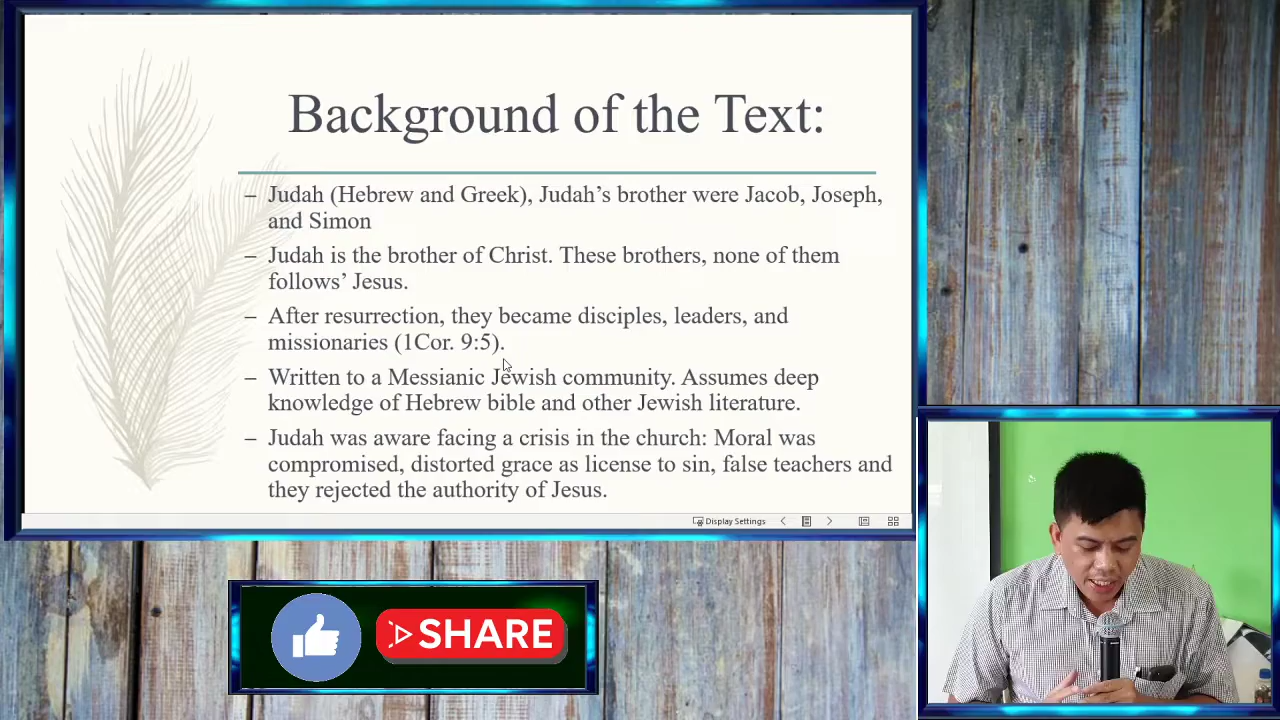 Background of the Text:
– Judah (Hebrew and Greek), Judah’s brother were Jacob, Joseph,
and Simon
– Judah is the brother of Christ. These brothers, none of them
follows’ Jesus.
– After resurrection, they became disciples, leaders, and
missionaries (1Cor. 9:5).
– Written to a Messianic Jewish community. Assumes deep
knowledge of Hebrew bible and other Jewish literature.
– Judah was aware facing a crisis in the church: Moral was
compromised, distorted grace as license to sin, false teachers and
they rejected the authority of Jesus.
Display Settings
SHARE